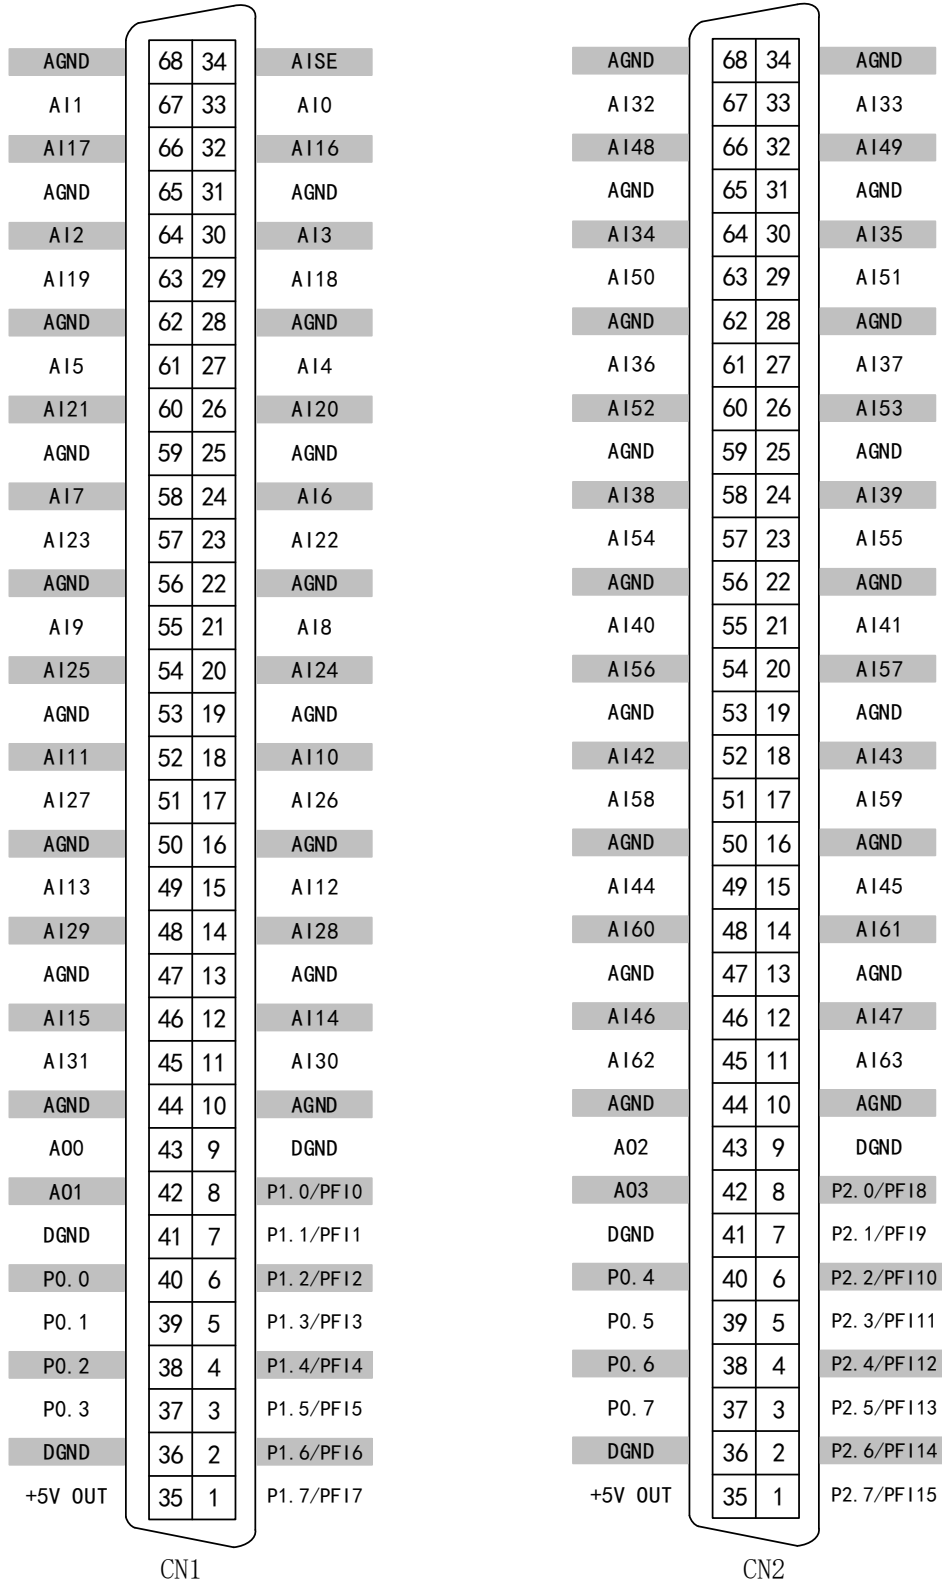 AGND 68 34 AISE AGND 68 34 AGND
AI1 67 33 AI0 AI32 67 33 AI33
AI17 66 32 AI16 AI48 66 32 AI49
AGND 65 31 AGND AGND 65 31 AGND
AI2 64 30 AI3 AI34 64 30 AI35
AI19 63 29 AI18 AI50 63 29 AI51
AGND 62 28 AGND AGND 62 28 AGND
AI5 61 27 AI4 AI36 61 27 AI37
AI21 60 26 AI20 AI52 60 26 AI53
AGND 59 25 AGND AGND 59 25 AGND
AI7 58 24 AI6 AI38 58 24 AI39
AI23 57 23 AI22 AI54 57 23 AI55
AGND 56 22 AGND AGND 56 22 AGND
AI9 55 21 AI8 AI40 55 21 AI41
AI25 54 20 AI24 AI56 54 20 AI57
AGND 53 19 AGND AGND 53 19 AGND
AI11 52 18 AI10 AI42 52 18 AI43
AI27 51 17 AI26 AI58 51 17 AI59
AGND 50 16 AGND AGND 50 16 AGND
AI13 49 15 AI12 AI44 49 15 AI45
AI29 48 14 AI28 AI60 48 14 AI61
AGND 47 13 AGND AGND 47 13 AGND
AI15 46 12 AI14 AI46 46 12 AI47
AI31 45 11 AI30 AI62 45 11 AI63
AGND 44 10 AGND AGND 44 10 AGND
AO0 43 9 DGND AO2 43 9 DGND
AO1 42 8 P1.0/PFI0 AO3 42 8 P2.0/PFI8
DGND 41 7 P1.1/PFI1 DGND 41 7 P2.1/PFI9
P0.0 40 6 P1.2/PFI2 P0.4 40 6 P2.2/PFI10
P0.1 39 5 P1.3/PFI3 P0.5 39 5 P2.3/PFI11
P0.2 38 4 P1.4/PFI4 P0.6 38 4 P2.4/PFI12
P0.3 37 3 P1.5/PFI5 P0.7 37 3 P2.5/PFI13
DGND 36 2 P1.6/PFI6 DGND 36 2 P2.6/PFI14
+5V OUT 35 1 P1.7/PFI7 +5V OUT 35 1 P2.7/PFI15
CN1 CN2